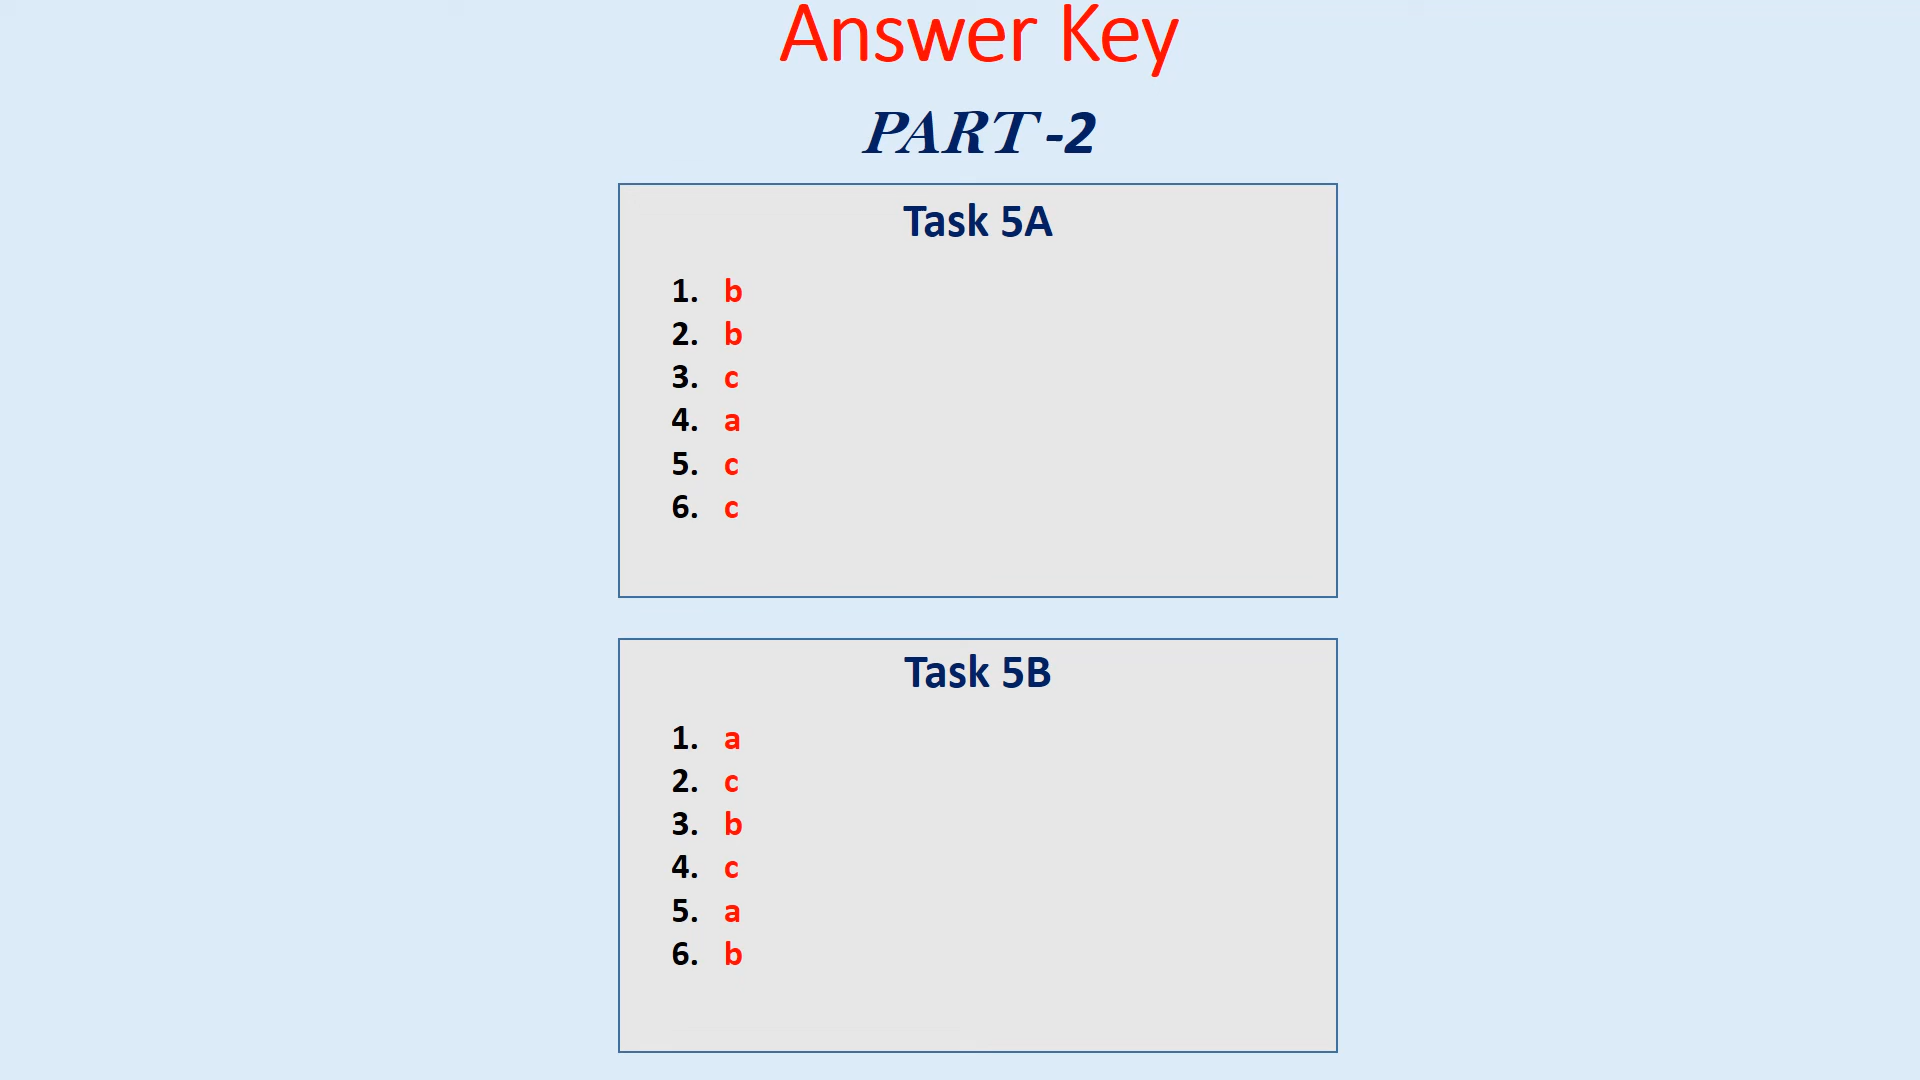 Answer Key
PART -2
Task 5A
1. b
2. b
3. c
4. a
5. c
6. c
Task 5B
1. a
2. c
3. b
4. c
5. a
6. b